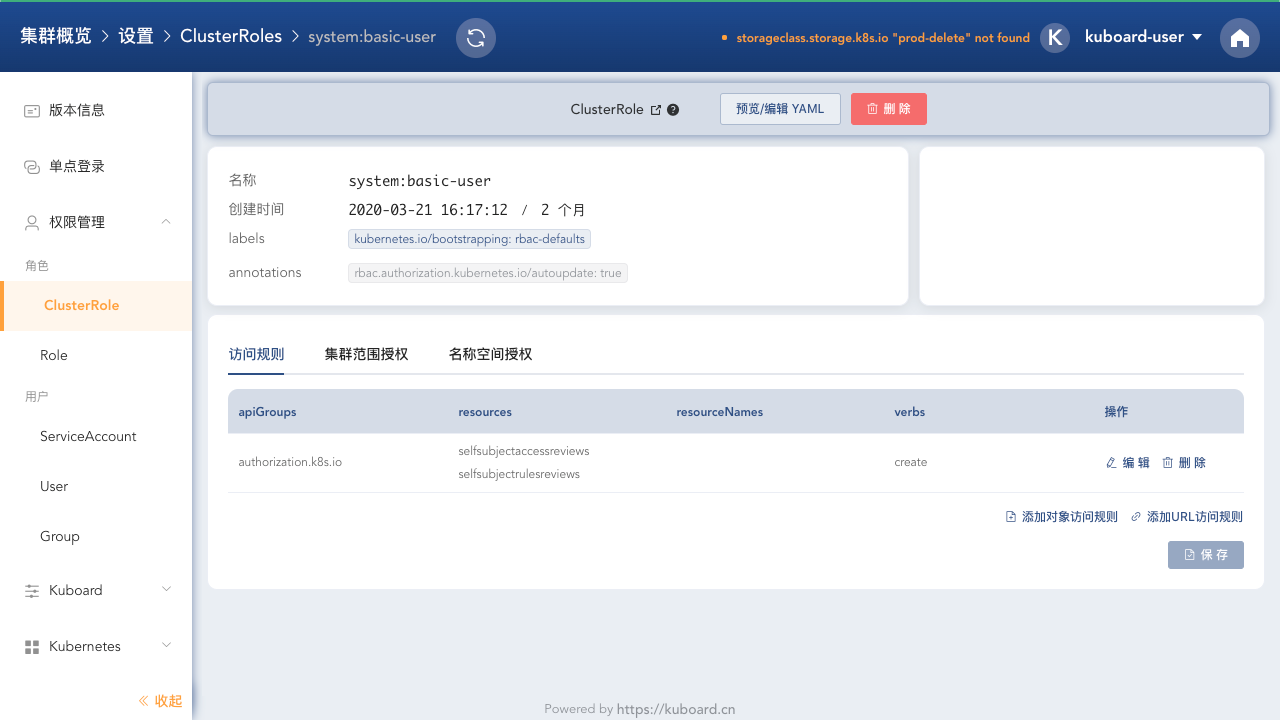 集群概览 > 设置 > ClusterRoles > system:basic-user
storageclass.storage.k8s.io "prod-delete" not found
K kuboard-user
版本信息
单点登录
权限管理
角色
ClusterRole
Role
用户
ServiceAccount
User
Group
Kuboard
Kubernetes
收起
ClusterRole
预览/编辑 YAML
删 除
名称 system:basic-user
创建时间 2020-03-21 16:17:12 / 2 个月
labels kubernetes.io/bootstrapping: rbac-defaults
annotations rbac.authorization.kubernetes.io/autoupdate: true
访问规则 集群范围授权 名称空间授权
apiGroups resources resourceNames verbs 操作
authorization.k8s.io selfsubjectaccessreviews create 编 辑 删 除
selfsubjectrulesreviews
添加对象访问规则 添加URL访问规则
保 存
Powered by https://kuboard.cn